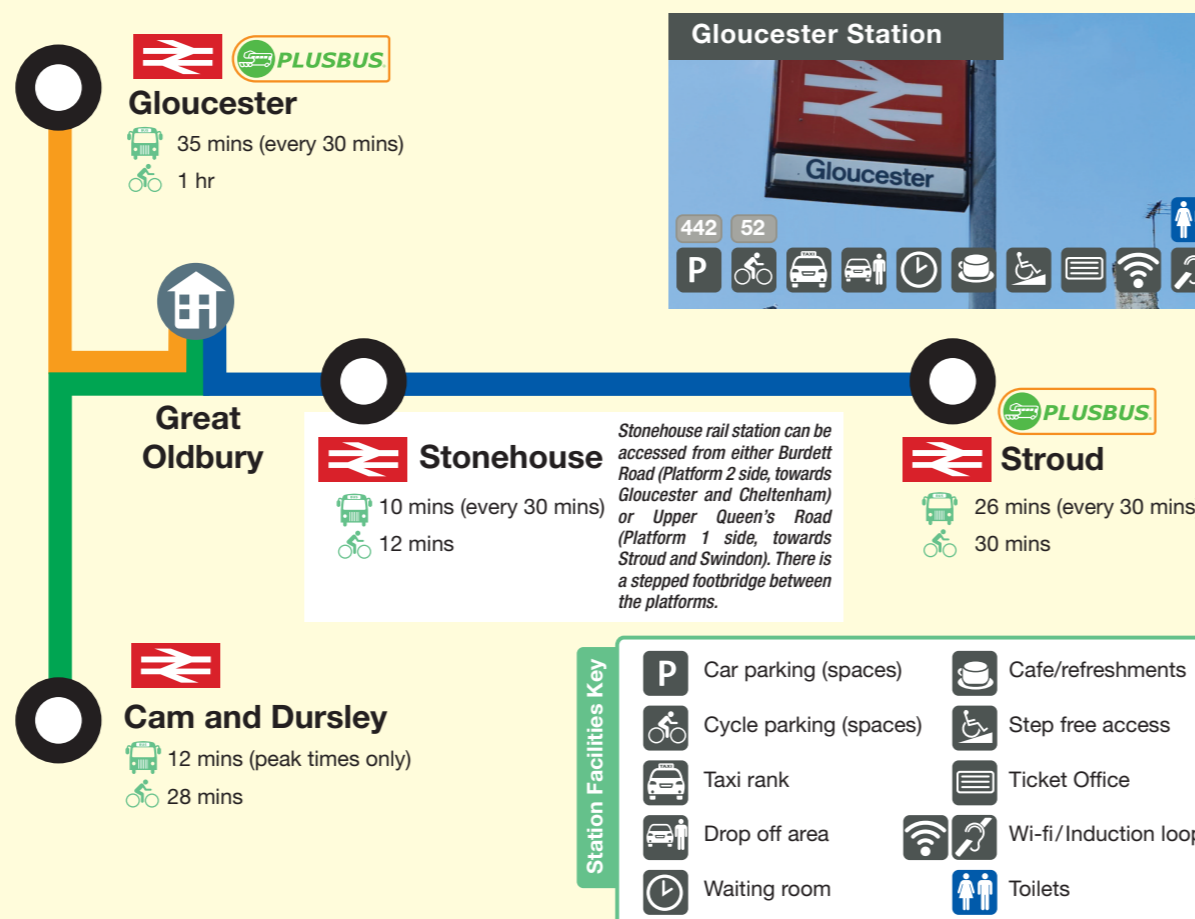 PLUSBUS
Gloucester
35 mins (every 30 mins)
1 hr
Gloucester Station
Gloucester
442 52
P
TAXI
Great
Oldbury
Stonehouse
10 mins (every 30 mins)
12 mins
Stonehouse rail station can be
accessed from either Burdett
Road (Platform 2 side, towards
Gloucester and Cheltenham)
or Upper Queen's Road
(Platform 1 side, towards
Stroud and Swindon). There is
a stepped footbridge between
the platforms.
PLUSBUS
Stroud
26 mins (every 30 mins
30 mins
Cam and Dursley
12 mins (peak times only)
28 mins
Station Facilities Key
P Car parking (spaces)
Cycle parking (spaces)
TAXI Taxi rank
Drop off area
Waiting room
Cafe/refreshments
Step free access
Ticket Office
Wi-fi/Induction loop
Toilets